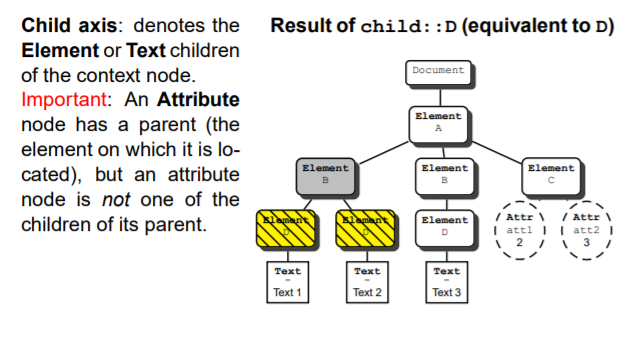 Child axis: denotes the
Element or Text children
of the context node.
Important: An Attribute
node has a parent (the
element on which it is lo-
cated), but an attribute
node is not one of the
children of its parent.
Result of child::D (equivalent to D)
Document
Element
A
Element
B
Element
B
Element
C
Element
D
Element
D
Element
D
Attr
att1
2
Attr
att2
3
Text
-
Text 1
Text
-
Text 2
Text
-
Text 3